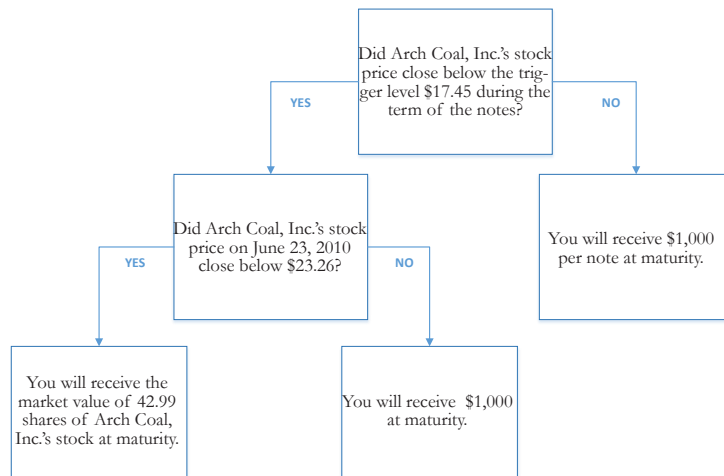 Did Arch Coal, Inc.'s stock
price close below the trig-
ger level $17.45 during the
term of the notes?
YES
NO
Did Arch Coal, Inc.'s stock
price on June 23, 2010
close below $23.26?
You will receive $1,000
per note at maturity.
YES
NO
You will receive the
market value of 42.99
shares of Arch Coal,
Inc.'s stock at maturity.
You will receive $1,000
at maturity.